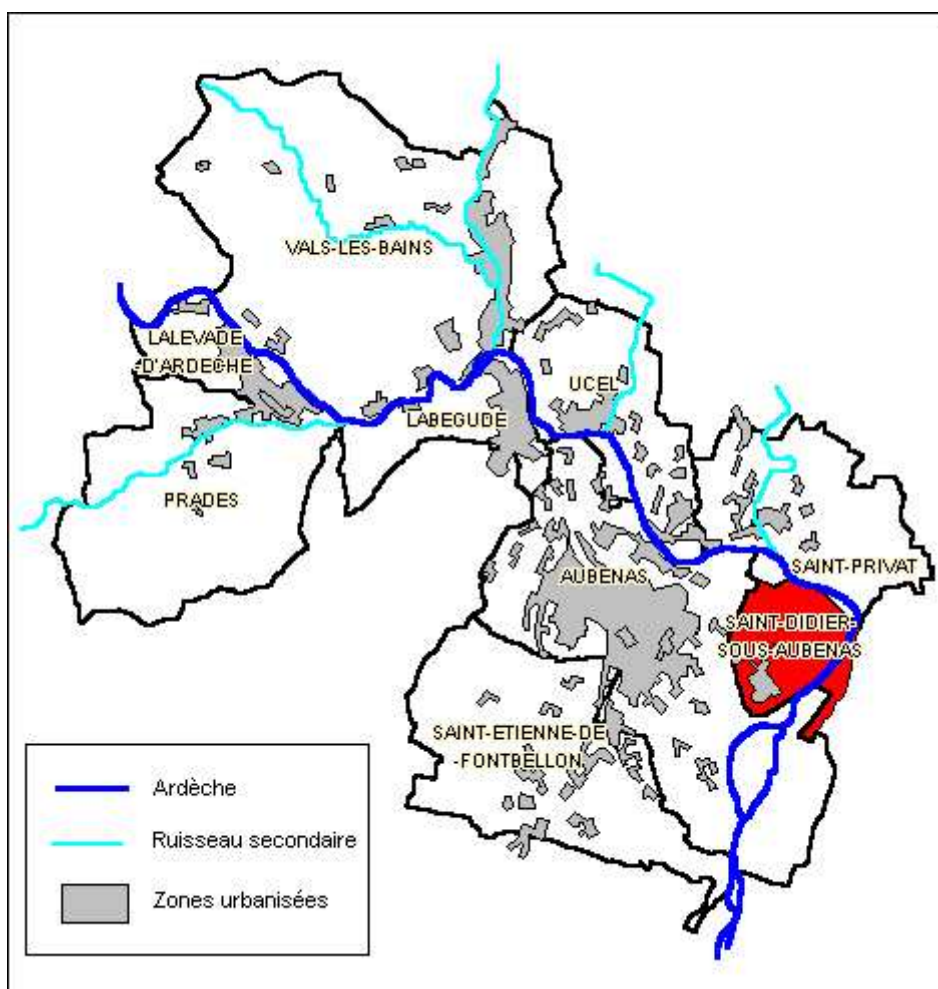 VALS-LES-BAINS
LALEVADE
-D'ARDECHE
UCEL
LABEGUDE
PRADES
AUBENAS
SAINT-PRIVAT
SAINT-DIDIER-
SOUS-AUBENAS
SAINT-ETIENNE-DE
-FONTBELLON
Ardèche
Ruisseau secondaire
Zones urbanisées